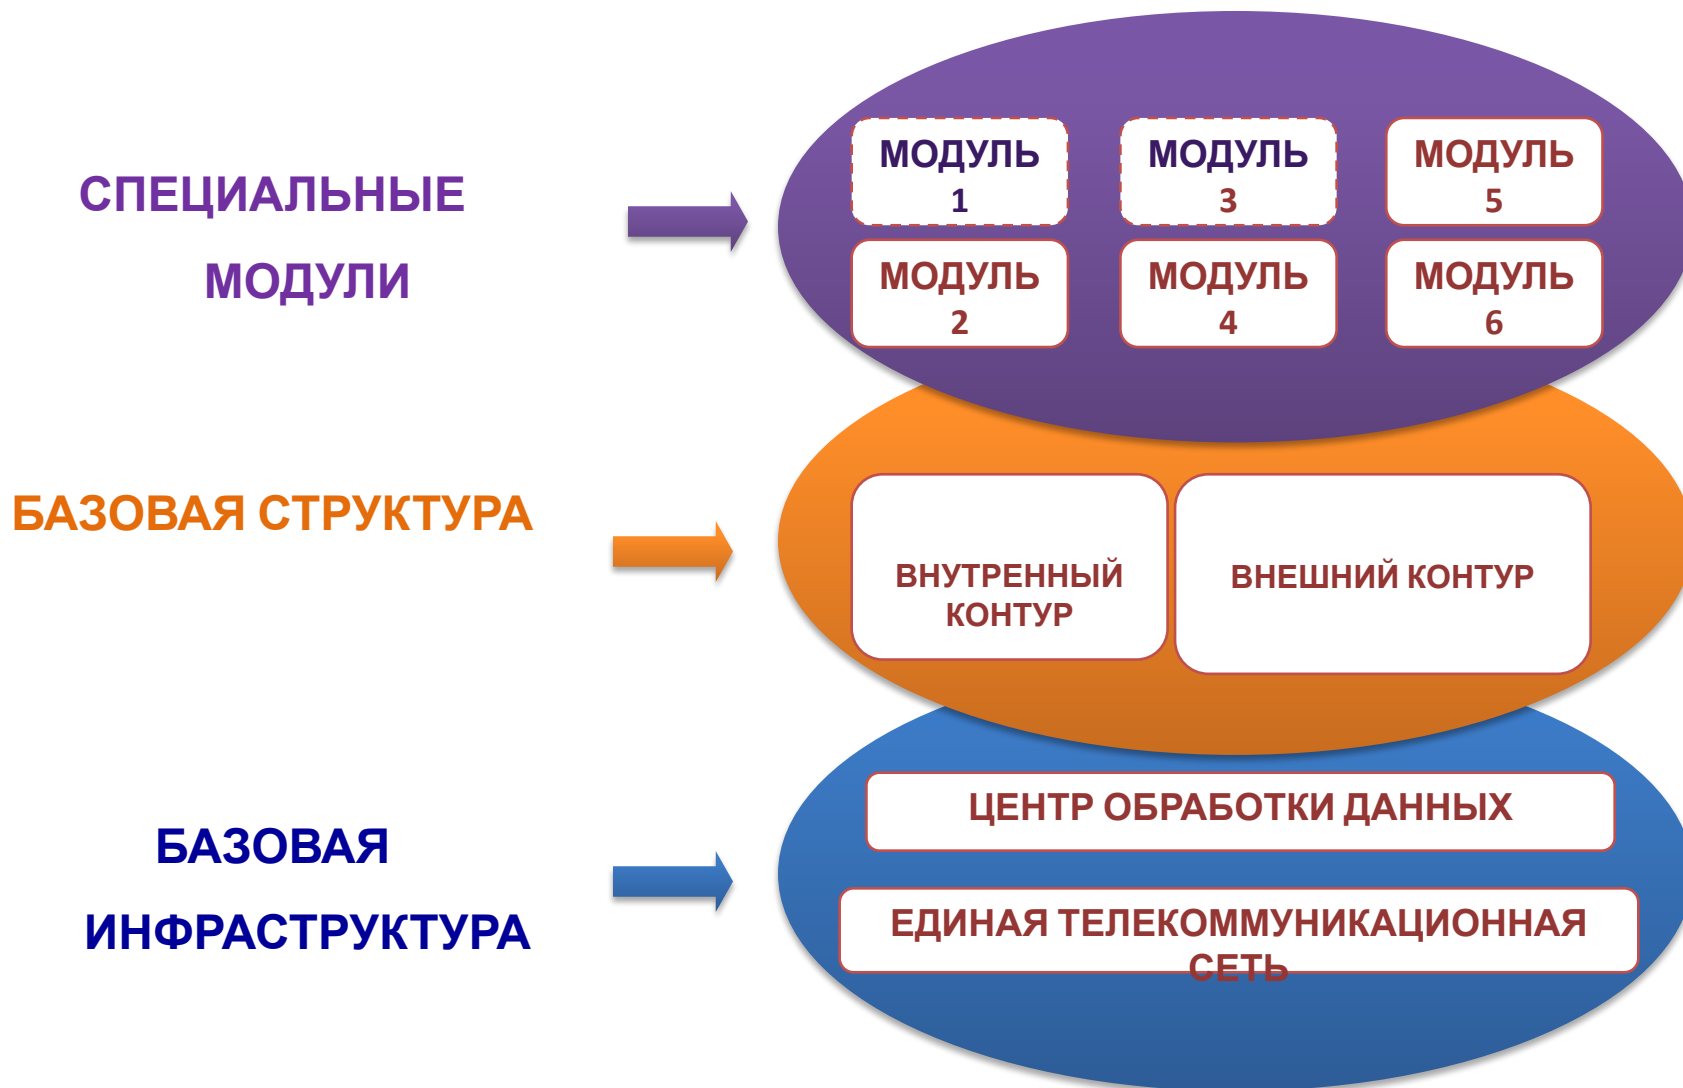 СПЕЦИАЛЬНЫЕ
МОДУЛИ
МОДУЛЬ
1
МОДУЛЬ
3
МОДУЛЬ
5
МОДУЛЬ
2
МОДУЛЬ
4
МОДУЛЬ
6
БАЗОВАЯ СТРУКТУРА
ВНУТРЕННЫЙ
КОНТУР
ВНЕШНИЙ КОНТУР
БАЗОВАЯ
ИНФРАСТРУКТУРА
ЦЕНТР ОБРАБОТКИ ДАННЫХ
ЕДИНАЯ ТЕЛЕКОММУНИКАЦИОННАЯ
СЕТЬ